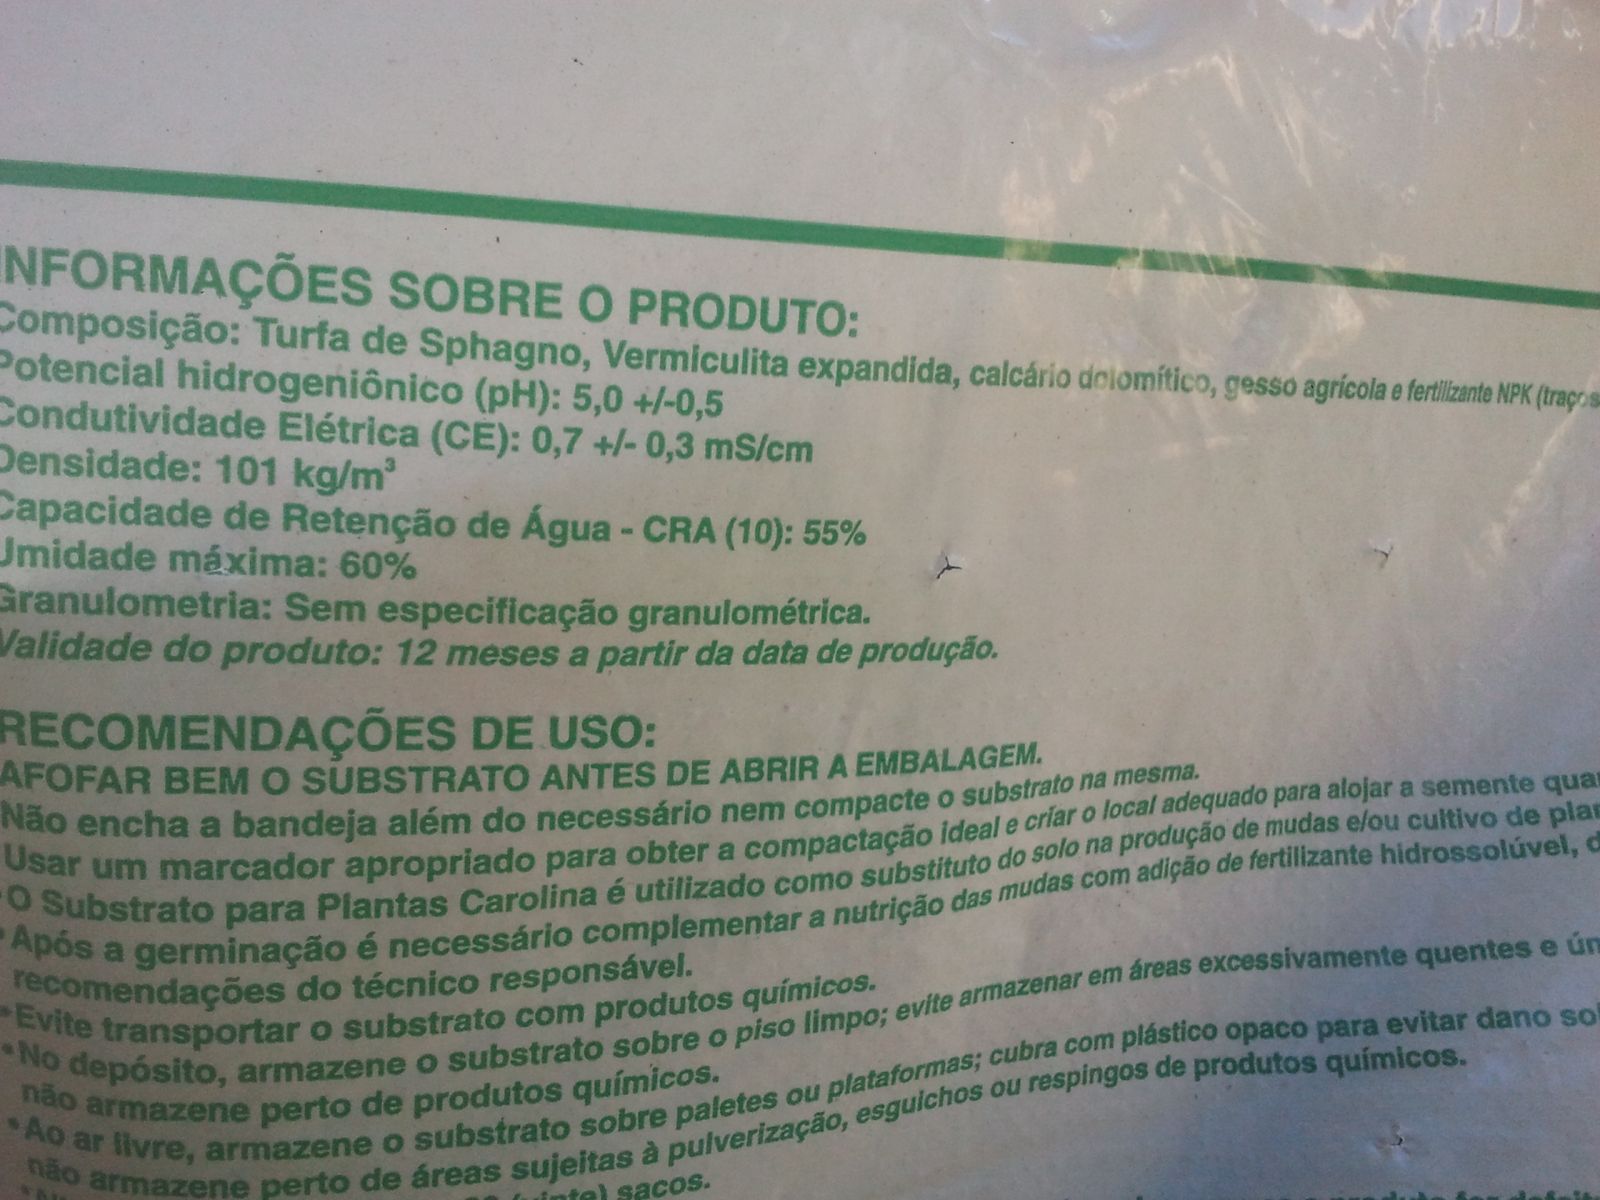 INFORMAÇÕES SOBRE O PRODUTO:
Composição: Turfa de Sphagno, Vermiculita expandida, calcário dolomítico, gesso agrícola e fertilizante NPK (traços
Potencial hidrogeniônico (pH): 5,0 +/-0,5
Condutividade Elétrica (CE): 0,7 +/- 0,3 mS/cm
Densidade: 101 kg/m³
Capacidade de Retenção de Água - CRA (10): 55%
Umidade máxima: 60%
Granulometria: Sem especificação granulométrica.
Validade do produto: 12 meses a partir da data de produção.
RECOMENDAÇÕES DE USO:
AFOFAR BEM O SUBSTRATO ANTES DE ABRIR A EMBALAGEM.
Não encha a bandeja além do necessário nem compacte o substrato na mesma.
Usar um marcador apropriado para obter a compactação ideal e criar o local adequado para alojar a semente
*O Substrato para Plantas Carolina é utilizado como substituto do solo na produção de mudas e/ou cultivo de
*Após a germinação é necessário complementar a nutrição das mudas com adição de fertilizante hidrossolúvel,
recomendações do técnico responsável.
*Evite transportar o substrato com produtos químicos.
*No depósito, armazene o substrato sobre o piso limpo; evite armazenar em áreas excessivamente quentes e
não armazene perto de produtos químicos.
*Ao ar livre, armazene o substrato sobre paletes ou plataformas; cubra com plástico opaco para evitar dano
não armazene perto de áreas sujeitas à pulverização, esguichos ou respingos de produtos químicos.
(vinte) sacos.